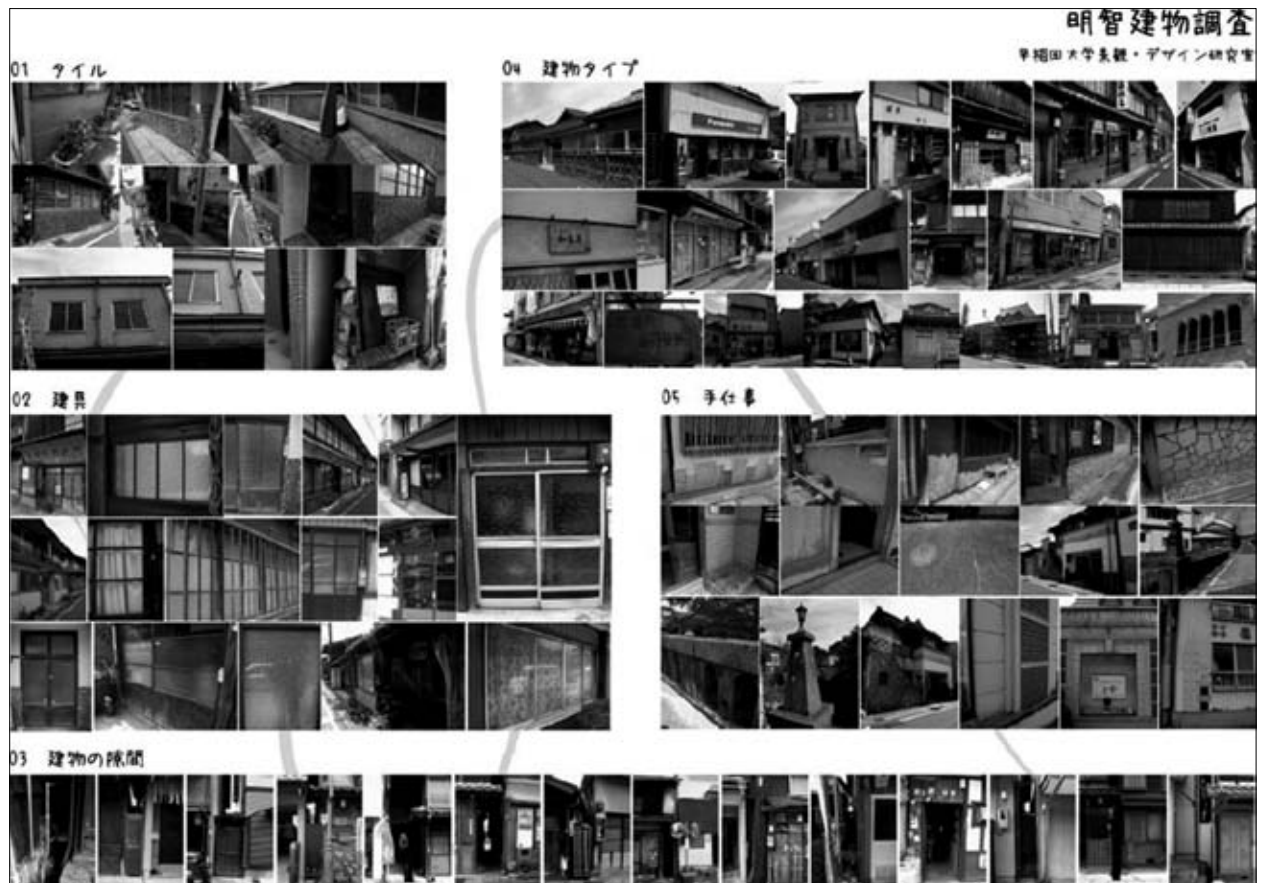 明智建物調査
早稲田大学景観・デザイン研究室
01 タイル
04 建物タイプ
Panasonic
02 建具
05 手仕事
03 建物の隙間